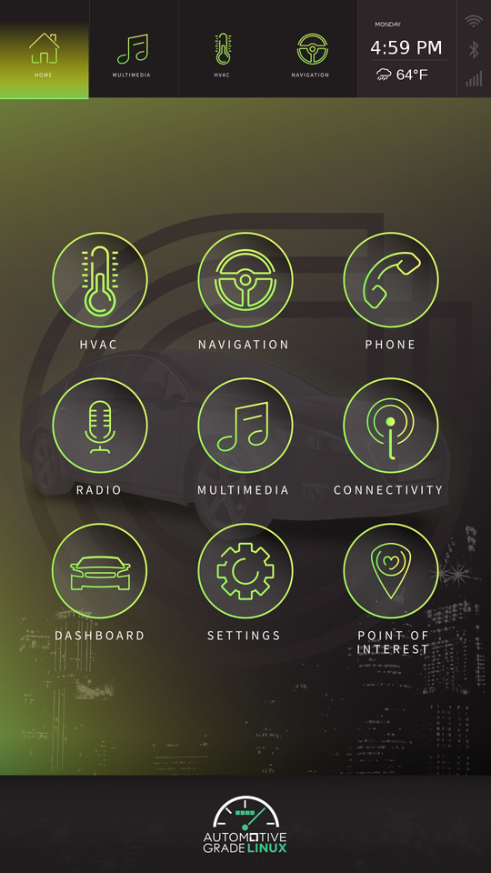 HOME
MULTIMEDIA
HVAC
NAVIGATION
MONDAY
4:59 PM
64°F
HVAC
NAVIGATION
PHONE
RADIO
MULTIMEDIA
CONNECTIVITY
DASHBOARD
SETTINGS
POINT OF
INTEREST
AUTOMOTIVE
GRADE LINUX